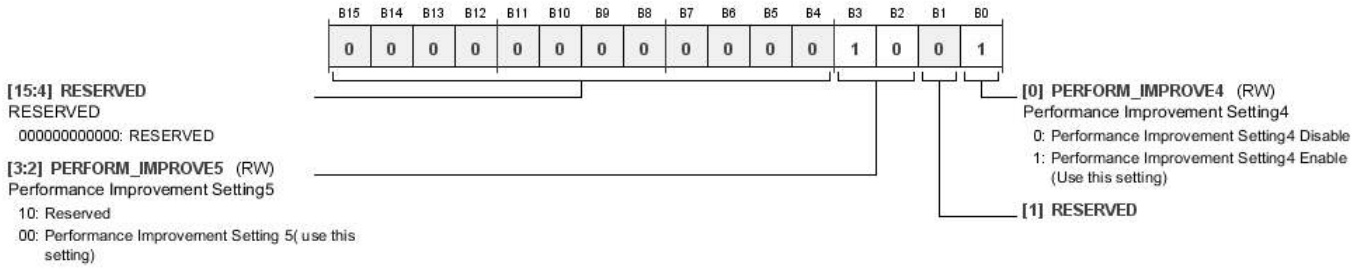 B15 B14 B13 B12 B11 B10 B9 B8 B7 B6 B5 B4 B3 B2 B1 B0
0 0 0 0 0 0 0 0 0 0 0 0 1 0 0 1
[15:4] RESERVED
RESERVED
000000000000: RESERVED
[3:2] PERFORM_IMPROVE5 (RW)
Performance Improvement Setting5
10: Reserved
00: Performance Improvement Setting 5( use this
setting)
[0] PERFORM_IMPROVE4 (RW)
Performance Improvement Setting4
0: Performance Improvement Setting4 Disable
1: Performance Improvement Setting4 Enable
(Use this setting)
[1] RESERVED